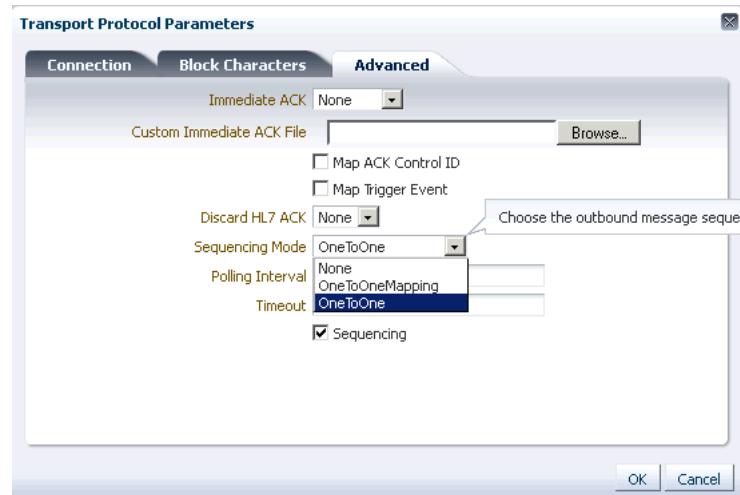 Transport Protocol Parameters
Connection Block Characters Advanced
Immediate ACK None
Custom Immediate ACK File Browse...
Map ACK Control ID
Map Trigger Event
Discard HL7 ACK None
Choose the outbound message seque
Sequencing Mode OneToOne
None
Polling Interval
OneToOneMapping
Timeout OneToOne
Sequencing
OK Cancel